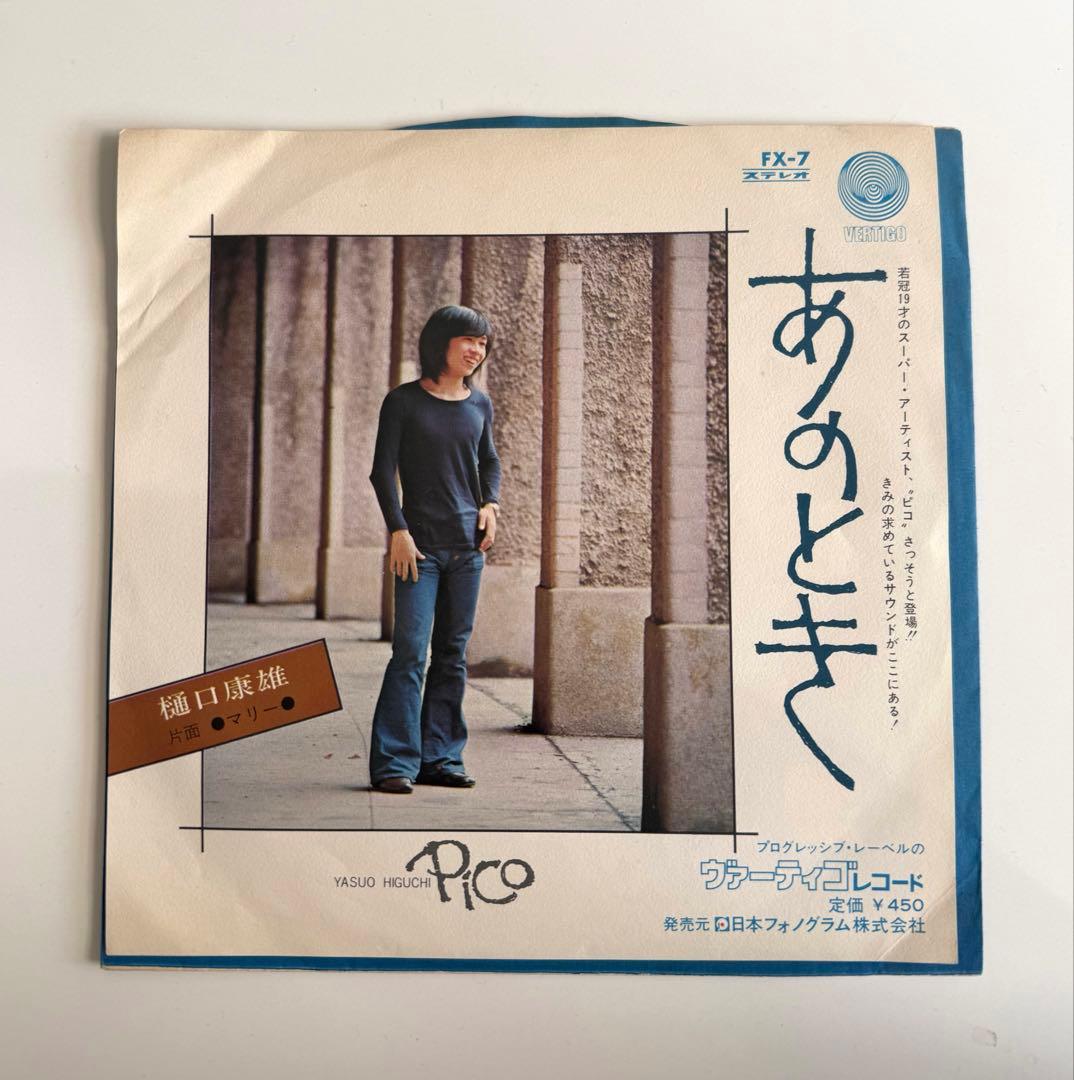 FX-7
ステレオ
VERTIGO
あのとき
若冠19才のスーパー・アーティスト、“ピコ”さっそうと登場!!
きみの求めているサウンドがここにある!
樋口康雄
片面 ●マリー●
YASUO HIGUCHI PiCO
プログレッシブ・レーベルの
ヴァーティゴレコード
定価 ¥450
発売元 日本フォノグラム株式会社